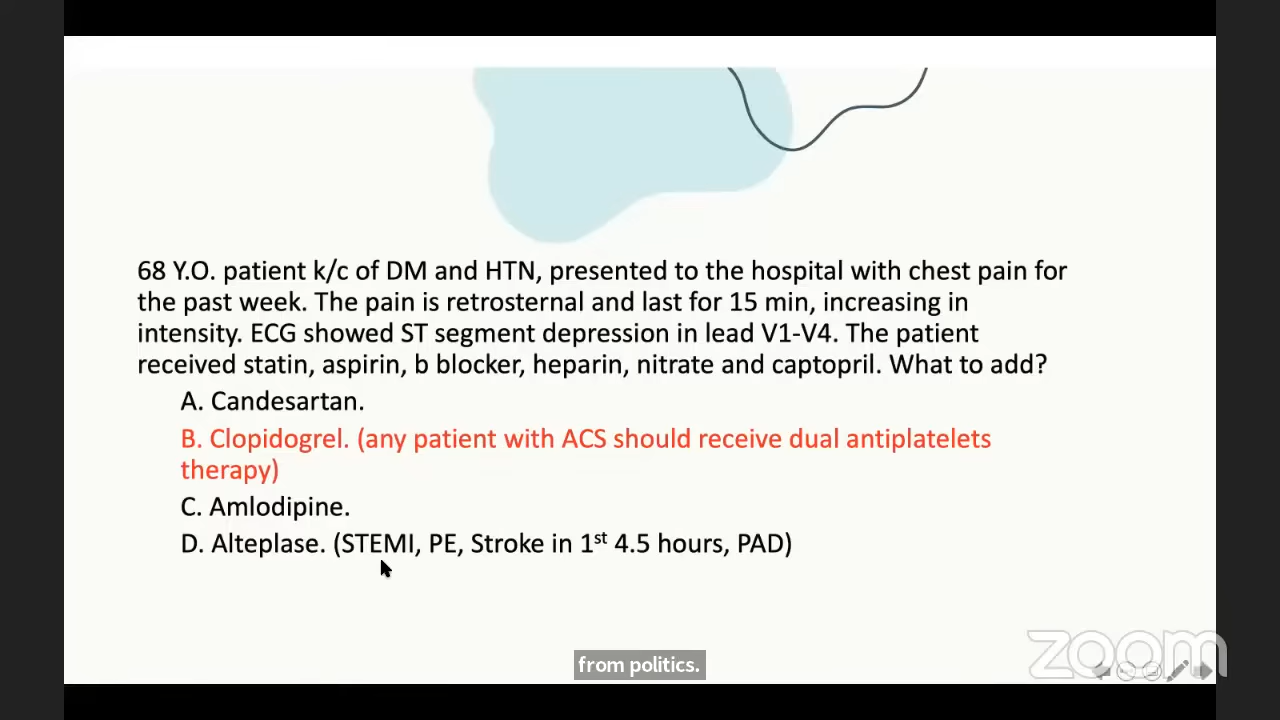 68 Y.O. patient k/c of DM and HTN, presented to the hospital with chest pain for
the past week. The pain is retrosternal and last for 15 min, increasing in
intensity. ECG showed ST segment depression in lead V1-V4. The patient
received statin, aspirin, b blocker, heparin, nitrate and captopril. What to add?
A. Candesartan.
B. Clopidogrel. (any patient with ACS should receive dual antiplatelets
therapy)
C. Amlodipine.
D. Alteplase. (STEMI, PE, Stroke in 1st 4.5 hours, PAD)
from politics.
zoom